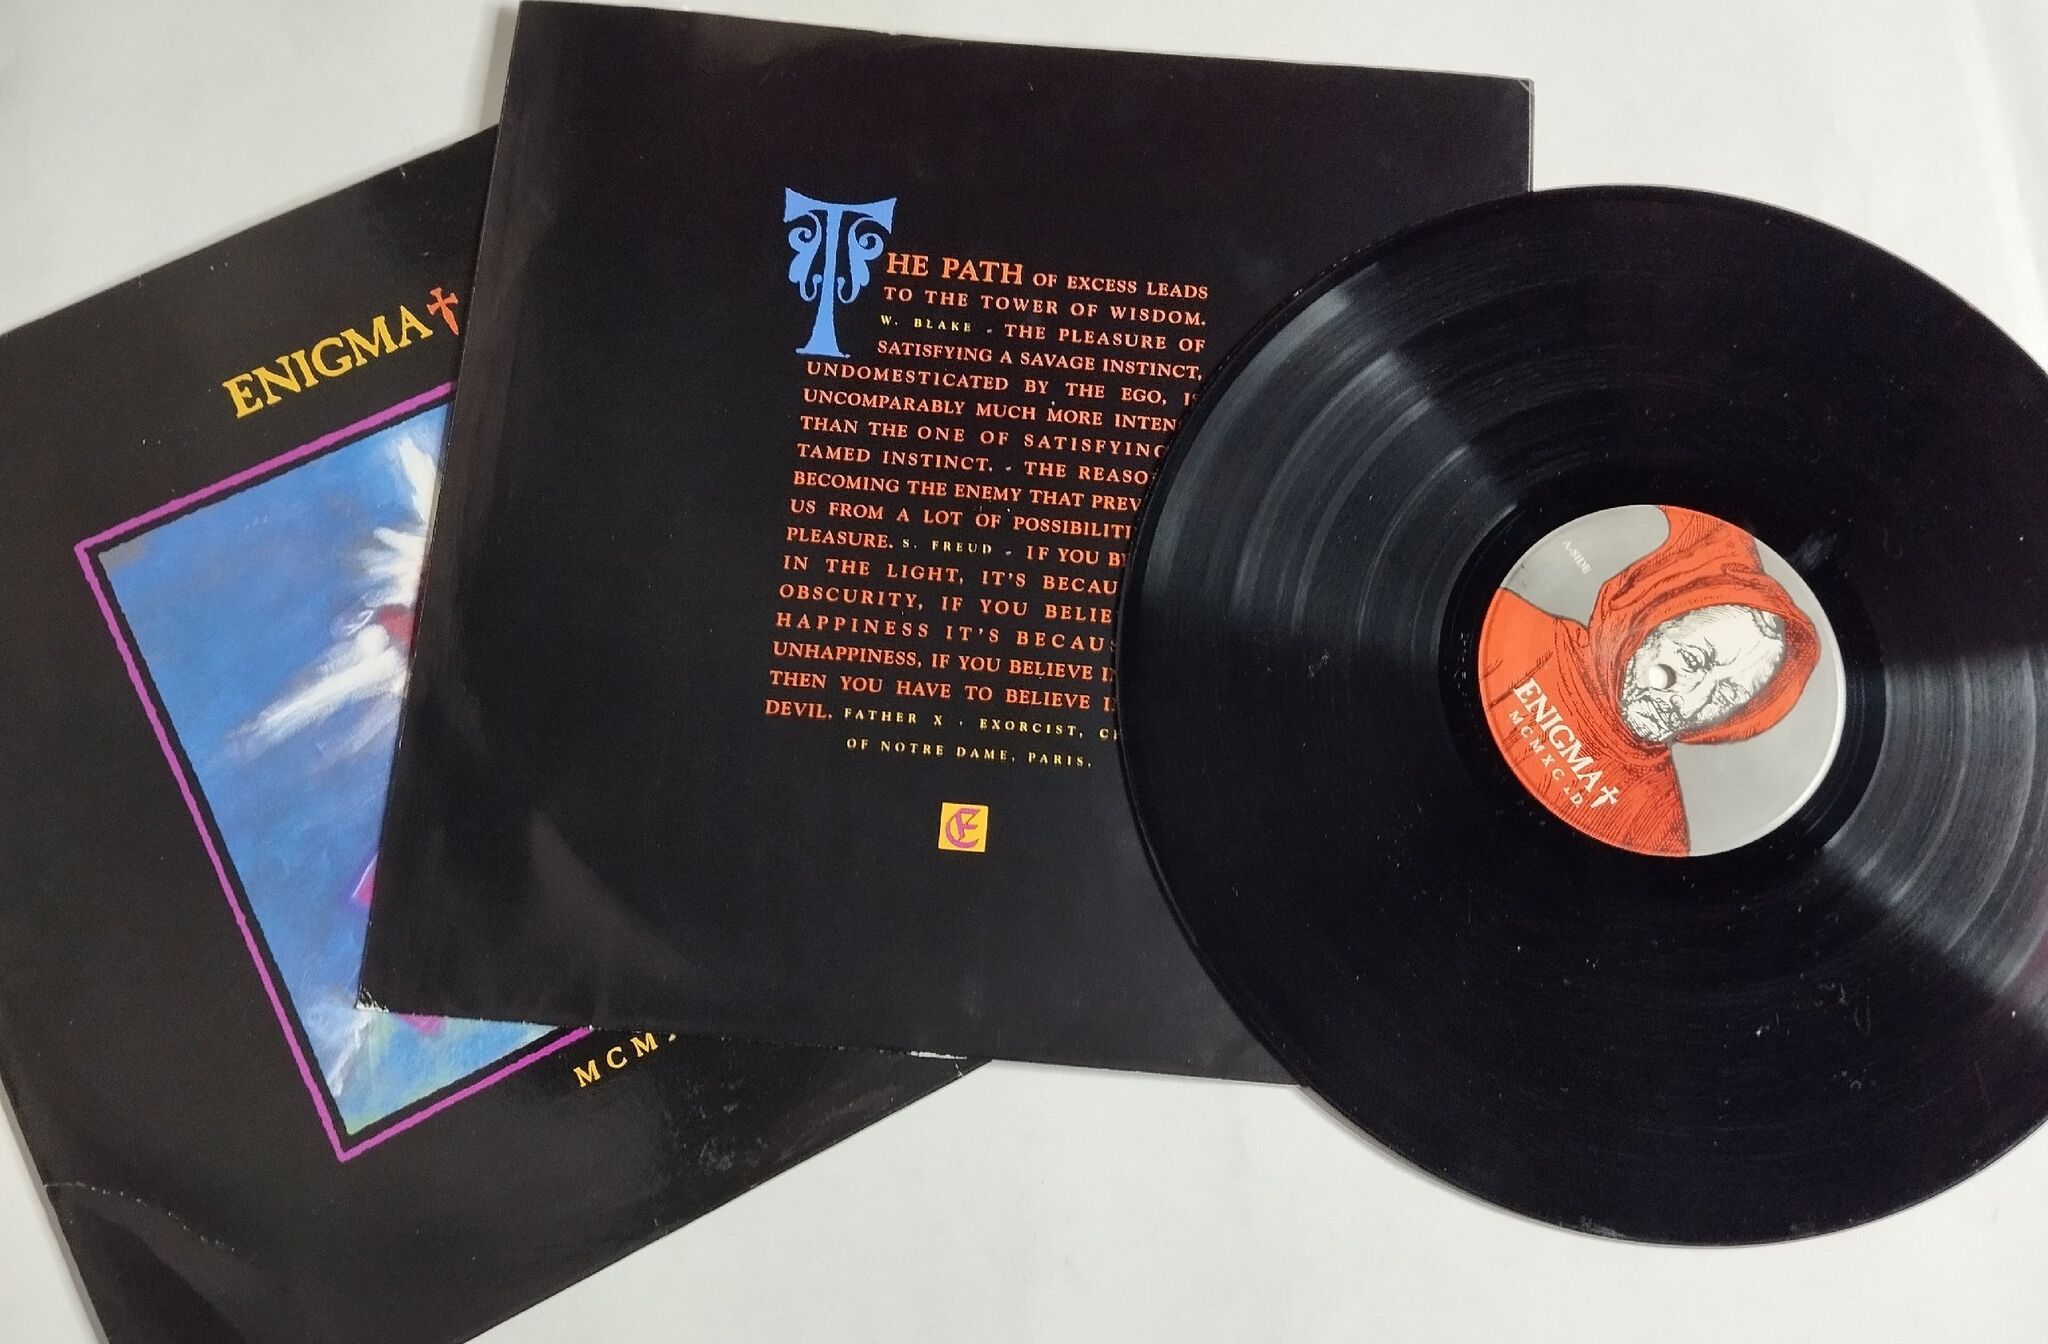 ENIGMA
MCM
THE PATH OF EXCESS LEADS
TO THE TOWER OF WISDOM.
W. BLAKE - THE PLEASURE OF
SATISFYING A SAVAGE INSTINCT,
UNDOMESTICATED BY THE EGO,
UNCOMPARABLY MUCH MORE
THAN THE ONE OF SATISFYING
TAMED INSTINCT. - THE
BECOMING THE ENEMY THAT
US FROM A LOT OF
PLEASURE. S. FREUD - IF YOU
IN THE LIGHT, IT'S
OBSCURITY, IF YOU
HAPPINESS IT'S
UNHAPPINESS, IF YOU BELIEVE
THEN YOU HAVE TO BELIEVE
DEVIL. FATHER X · EXORCIST,
OF NOTRE DAME, PARIS.
E
A-SIDE
ENIGMA
MCMXC a.D.